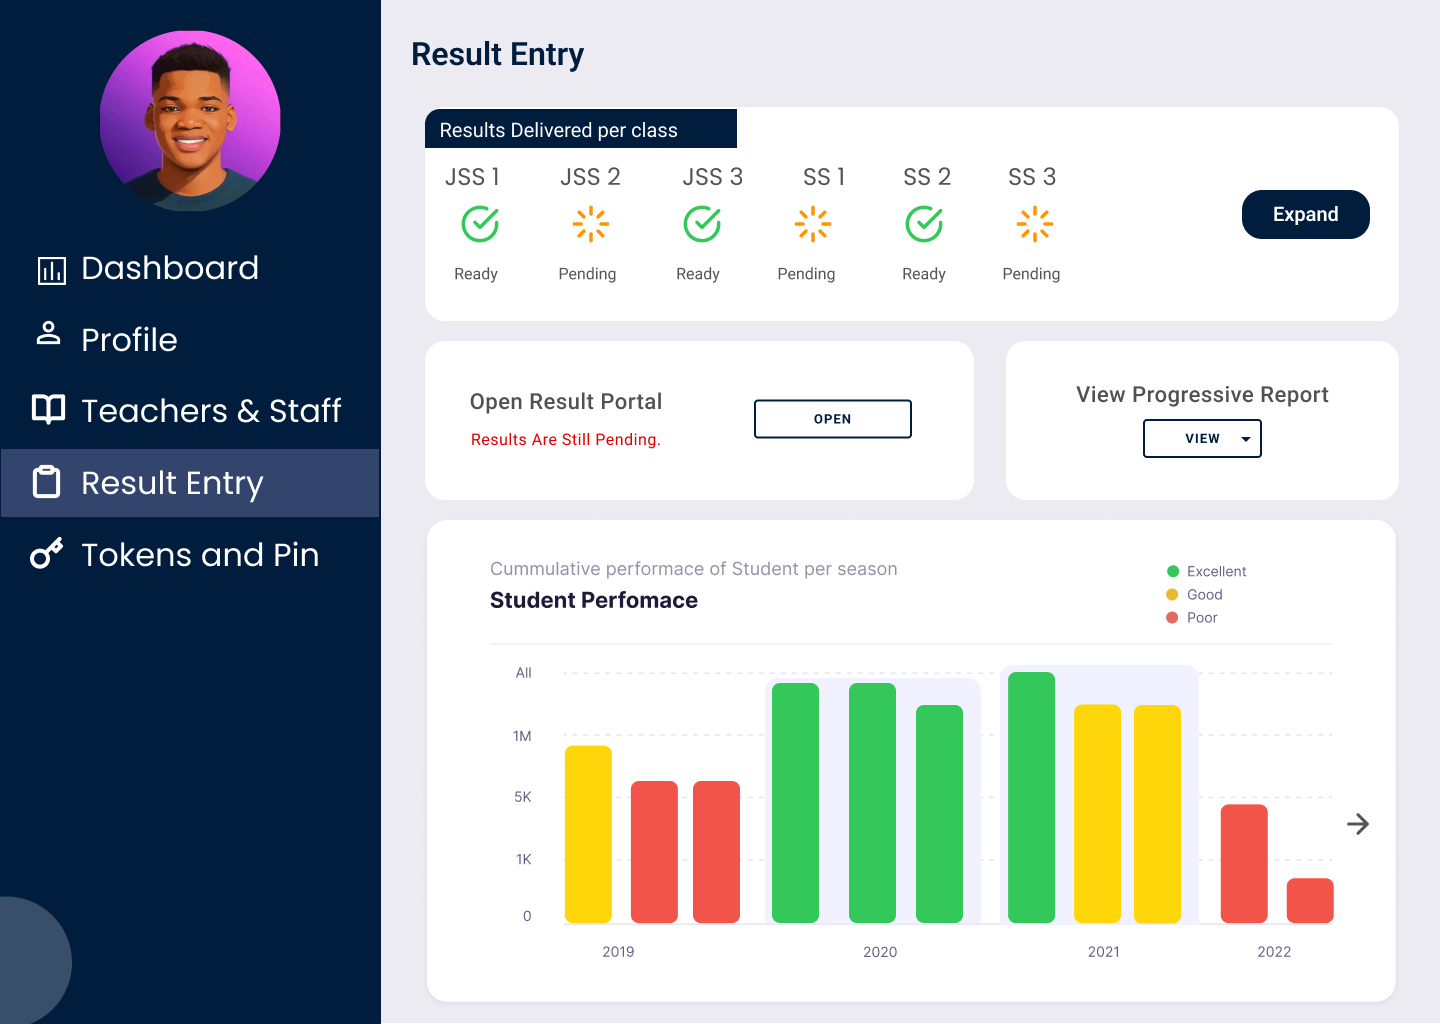 Dashboard
Profile
Teachers & Staff
Result Entry
Tokens and Pin
Result Entry
Results Delivered per class
JSS 1 JSS 2 JSS 3 SS 1 SS 2 SS 3
Ready Pending Ready Pending Ready Pending
Expand
Open Result Portal
Results Are Still Pending.
OPEN
View Progressive Report
VIEW
Cummulative performace of Student per season
Student Perfomace
Excellent
Good
Poor
All
1M
5K
1K
0
2019 2020 2021 2022